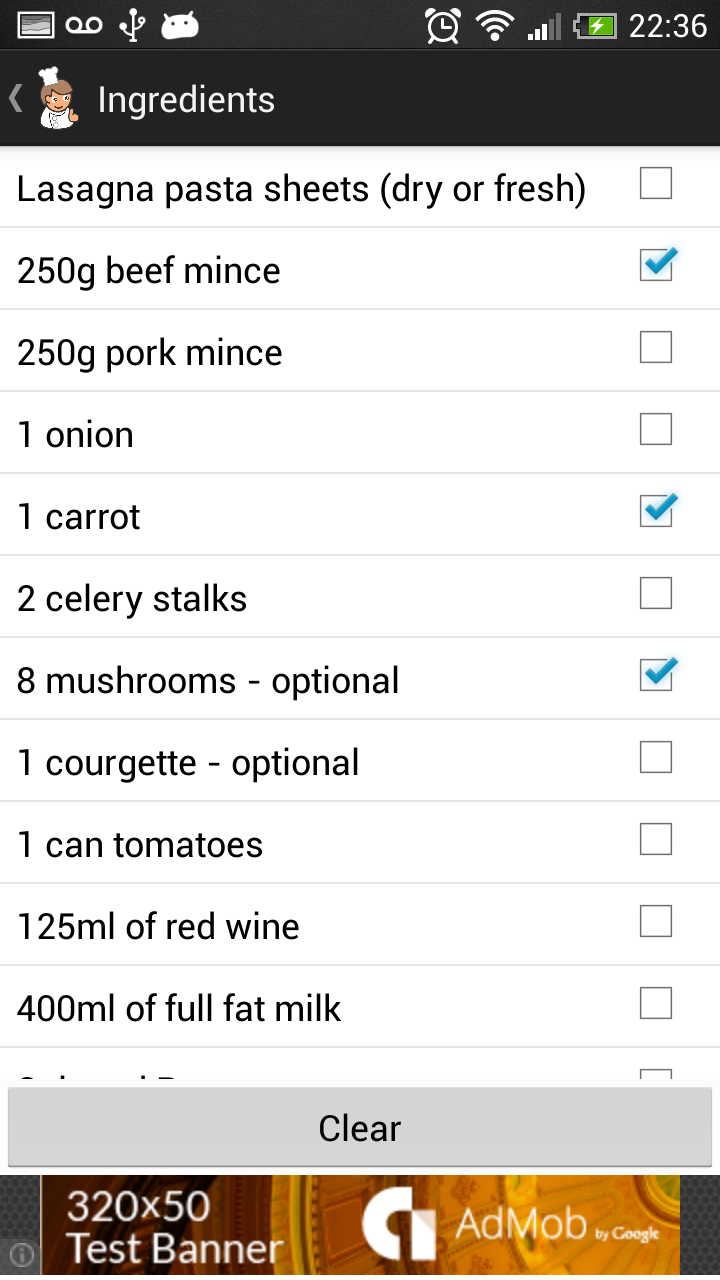 22:36
Ingredients
Lasagna pasta sheets (dry or fresh)
250g beef mince
250g pork mince
1 onion
1 carrot
2 celery stalks
8 mushrooms - optional
1 courgette - optional
1 can tomatoes
125ml of red wine
400ml of full fat milk
Clear
320x50
Test Banner
AdMob by Google